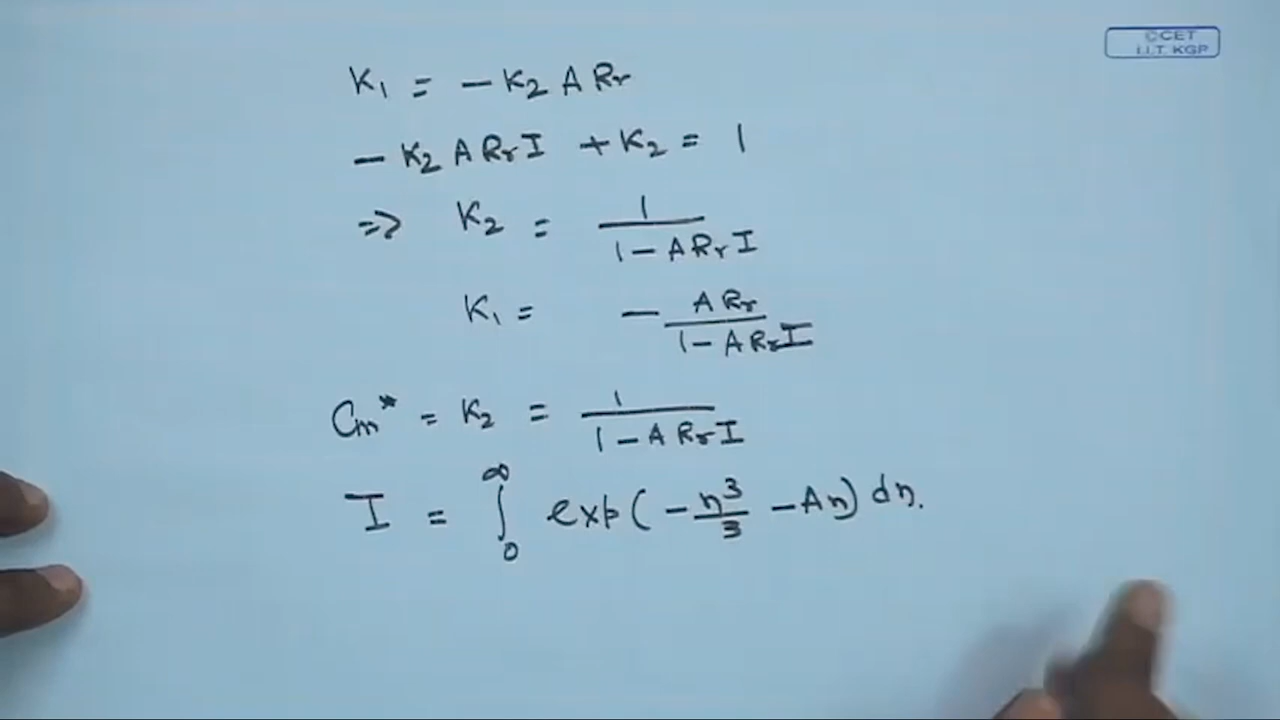 ©CET
I.I.T. KGP
K₁ = - K₂ A Rr
- K₂ A Rr I + K₂ = 1
=> K₂ = 1 / (1 - A Rr I)
K₁ = - A Rr / (1 - A Rr I)
Cm* = K₂ = 1 / (1 - A Rr I)
I = ∫₀^∞ exp(- η³/3 - Aη) dη.